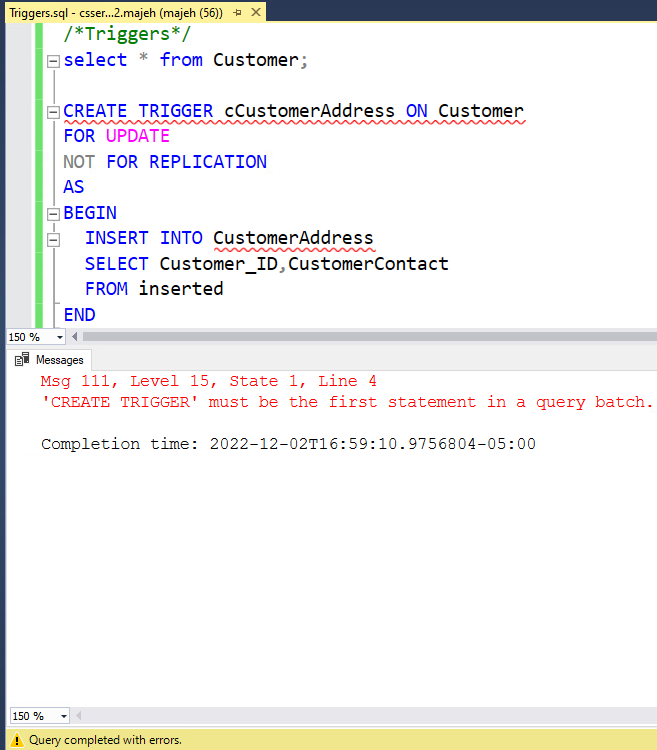 Triggers.sql - csser...2.majeh (majeh (56))
/*Triggers*/
select * from Customer;
CREATE TRIGGER cCustomerAddress ON Customer
FOR UPDATE
NOT FOR REPLICATION
AS
BEGIN
INSERT INTO CustomerAddress
SELECT Customer_ID,CustomerContact
FROM inserted
END
150 %
Messages
Msg 111, Level 15, State 1, Line 4
'CREATE TRIGGER' must be the first statement in a query batch.
Completion time: 2022-12-02T16:59:10.9756804-05:00
150 %
Query completed with errors.